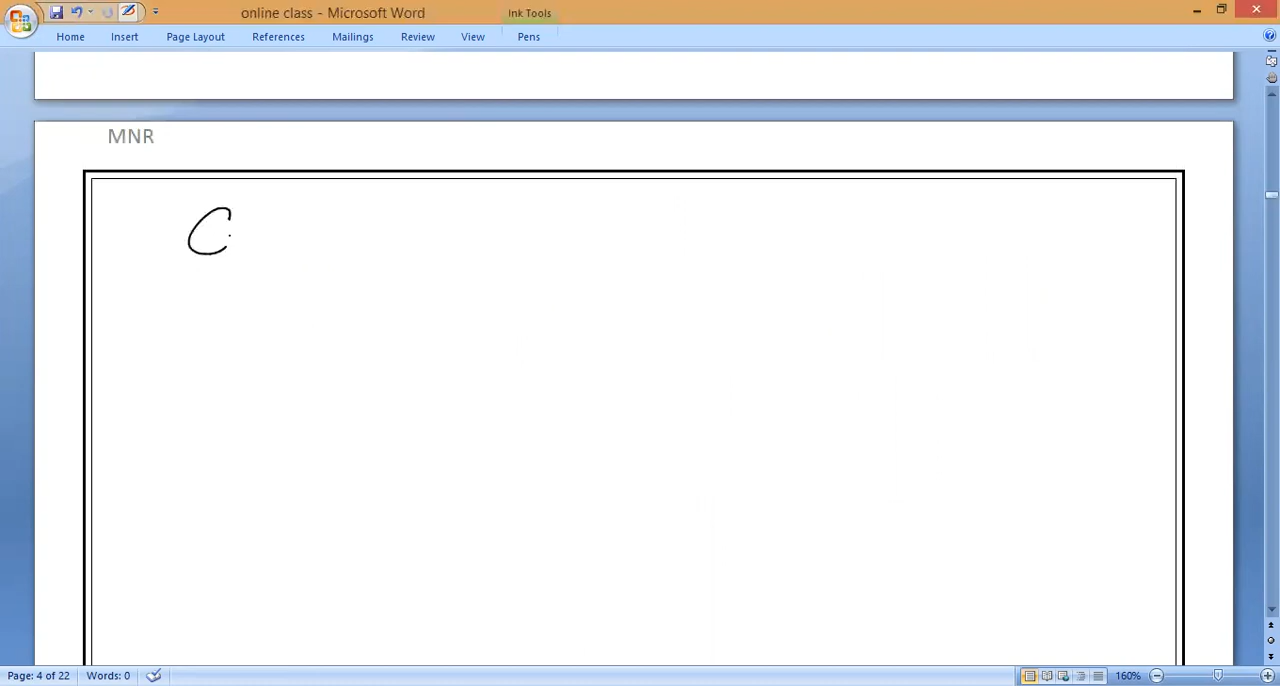 online class - Microsoft Word
Ink Tools
Home Insert Page Layout References Mailings Review View Pens
MNR
C
Page: 4 of 22 Words: 0 160%